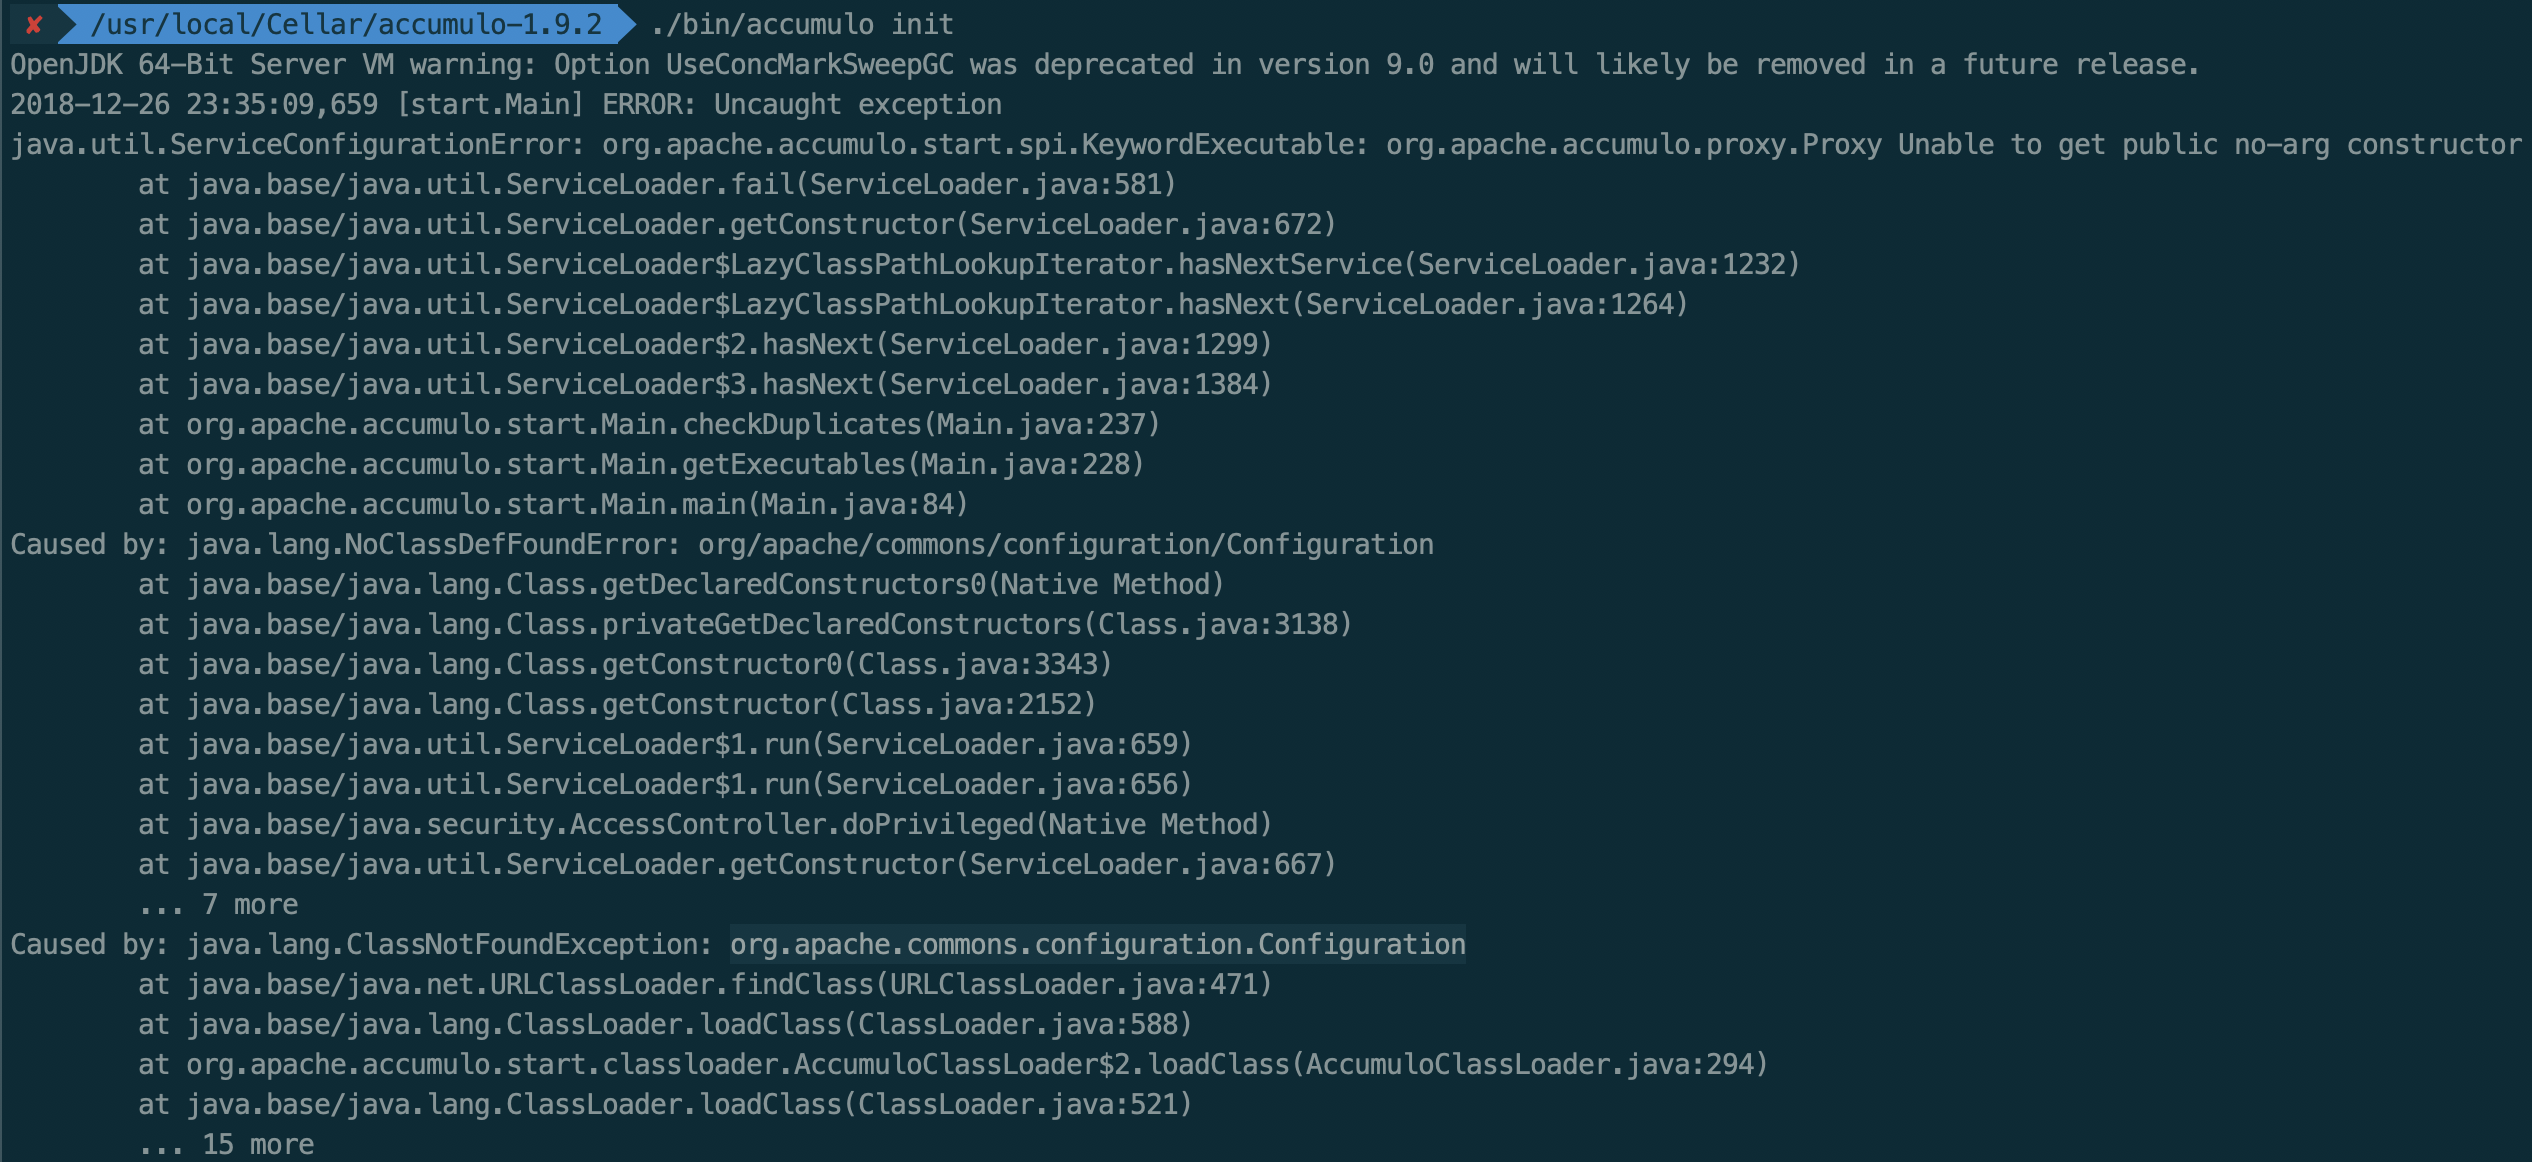 ✘ /usr/local/Cellar/accumulo-1.9.2 ./bin/accumulo init
OpenJDK 64-Bit Server VM warning: Option UseConcMarkSweepGC was deprecated in version 9.0 and will likely be removed in a future release.
2018-12-26 23:35:09,659 [start.Main] ERROR: Uncaught exception
java.util.ServiceConfigurationError: org.apache.accumulo.start.spi.KeywordExecutable: org.apache.accumulo.proxy.Proxy Unable to get public no-arg constructor
at java.base/java.util.ServiceLoader.fail(ServiceLoader.java:581)
at java.base/java.util.ServiceLoader.getConstructor(ServiceLoader.java:672)
at java.base/java.util.ServiceLoader$LazyClassPathLookupIterator.hasNextService(ServiceLoader.java:1232)
at java.base/java.util.ServiceLoader$LazyClassPathLookupIterator.hasNext(ServiceLoader.java:1264)
at java.base/java.util.ServiceLoader$2.hasNext(ServiceLoader.java:1299)
at java.base/java.util.ServiceLoader$3.hasNext(ServiceLoader.java:1384)
at org.apache.accumulo.start.Main.checkDuplicates(Main.java:237)
at org.apache.accumulo.start.Main.getExecutables(Main.java:228)
at org.apache.accumulo.start.Main.main(Main.java:84)
Caused by: java.lang.NoClassDefFoundError: org/apache/commons/configuration/Configuration
at java.base/java.lang.Class.getDeclaredConstructors0(Native Method)
at java.base/java.lang.Class.privateGetDeclaredConstructors(Class.java:3138)
at java.base/java.lang.Class.getConstructor0(Class.java:3343)
at java.base/java.lang.Class.getConstructor(Class.java:2152)
at java.base/java.util.ServiceLoader$1.run(ServiceLoader.java:659)
at java.base/java.util.ServiceLoader$1.run(ServiceLoader.java:656)
at java.base/java.security.AccessController.doPrivileged(Native Method)
at java.base/java.util.ServiceLoader.getConstructor(ServiceLoader.java:667)
... 7 more
Caused by: java.lang.ClassNotFoundException: org.apache.commons.configuration.Configuration
at java.base/java.net.URLClassLoader.findClass(URLClassLoader.java:471)
at java.base/java.lang.ClassLoader.loadClass(ClassLoader.java:588)
at org.apache.accumulo.start.classloader.AccumuloClassLoader$2.loadClass(AccumuloClassLoader.java:294)
at java.base/java.lang.ClassLoader.loadClass(ClassLoader.java:521)
... 15 more